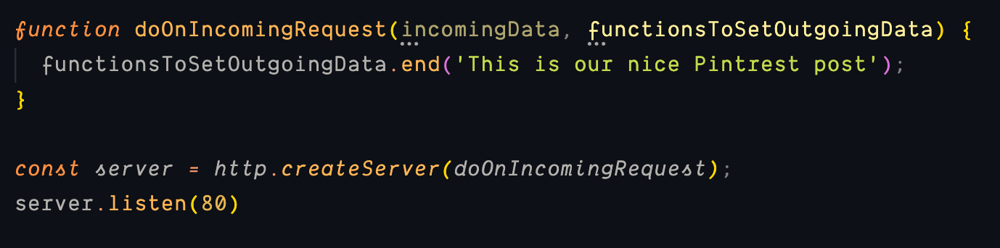 function doOnIncomingRequest(incomingData, functionsToSetOutgoingData) {
functionsToSetOutgoingData.end('This is our nice Pintrest post');
}
const server = http.createServer(doOnIncomingRequest);
server.listen(80)